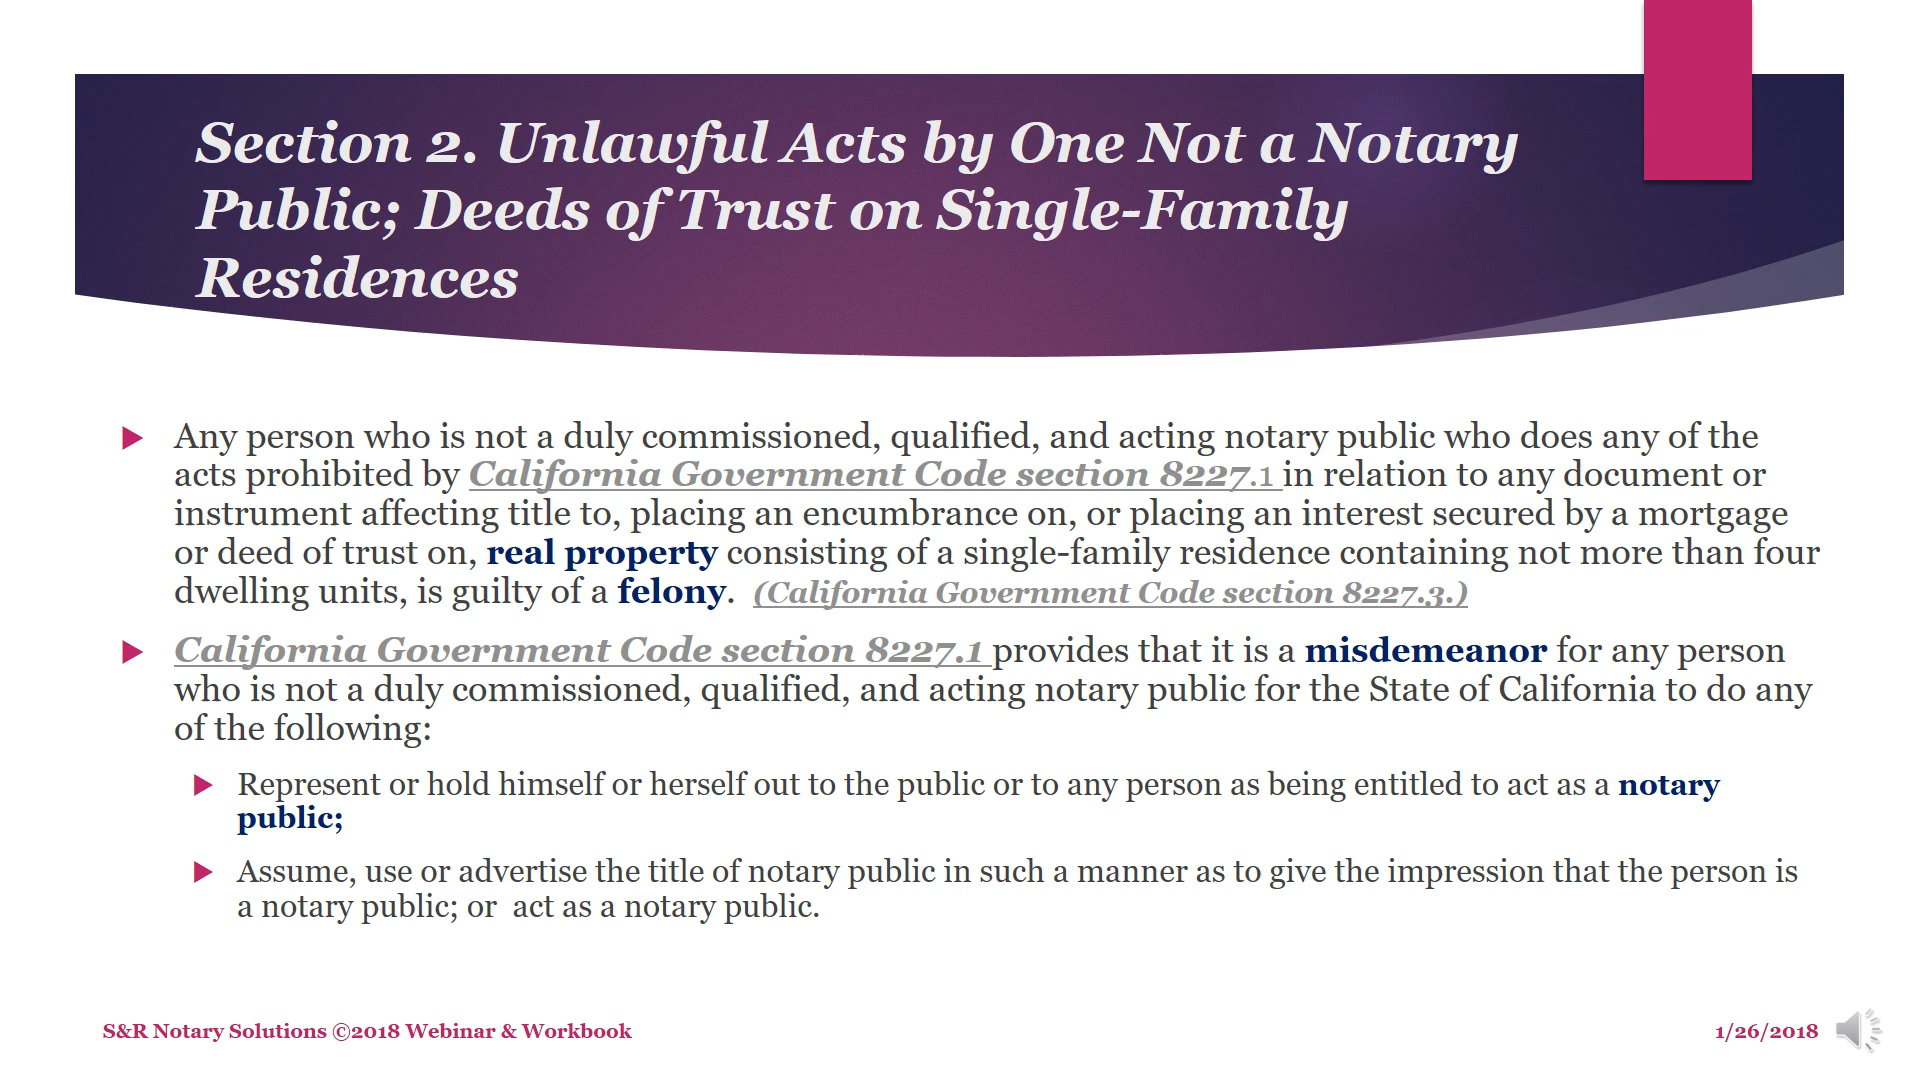 Section 2. Unlawful Acts by One Not a Notary
Public; Deeds of Trust on Single-Family
Residences
Any person who is not a duly commissioned, qualified, and acting notary public who does any of the
acts prohibited by California Government Code section 8227.1 in relation to any document or
instrument affecting title to, placing an encumbrance on, or placing an interest secured by a mortgage
or deed of trust on, real property consisting of a single-family residence containing not more than four
dwelling units, is guilty of a felony. (California Government Code section 8227.3.)
California Government Code section 8227.1 provides that it is a misdemeanor for any person
who is not a duly commissioned, qualified, and acting notary public for the State of California to do any
of the following:
Represent or hold himself or herself out to the public or to any person as being entitled to act as a notary
public;
Assume, use or advertise the title of notary public in such a manner as to give the impression that the person is
a notary public; or act as a notary public.
S&R Notary Solutions ©2018 Webinar & Workbook
1/26/2018